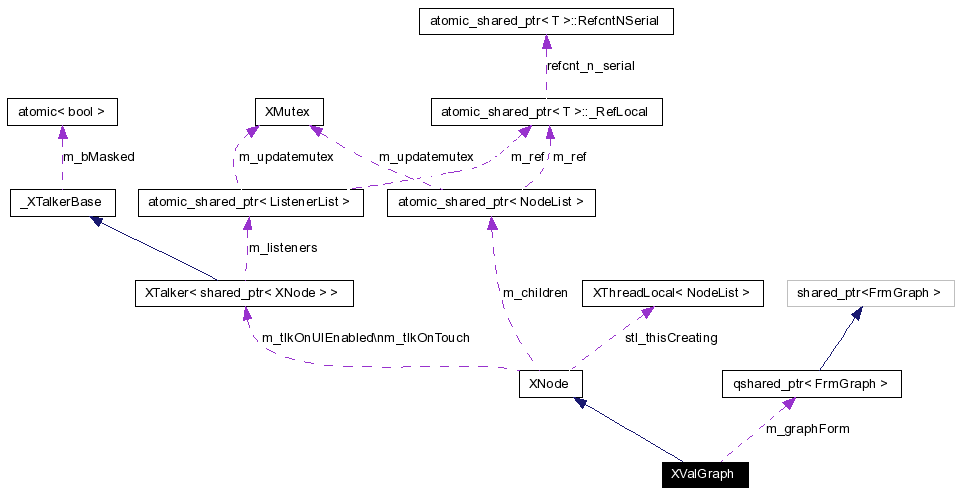 atomic_shared_ptr< T >::RefcntNSerial
refcnt_n_serial
atomic< bool >
XMutex
atomic_shared_ptr< T >::_RefLocal
m_bMasked
m_updatemutex
m_updatemutex
m_ref
m_ref
_XTalkerBase
atomic_shared_ptr< ListenerList >
atomic_shared_ptr< NodeList >
m_listeners
XTalker< shared_ptr< XNode > >
m_children
XThreadLocal< NodeList >
shared_ptr<FrmGraph >
m_tlkOnUIEnabled\nm_tlkOnTouch
stl_thisCreating
XNode
qshared_ptr< FrmGraph >
m_graphForm
XValGraph